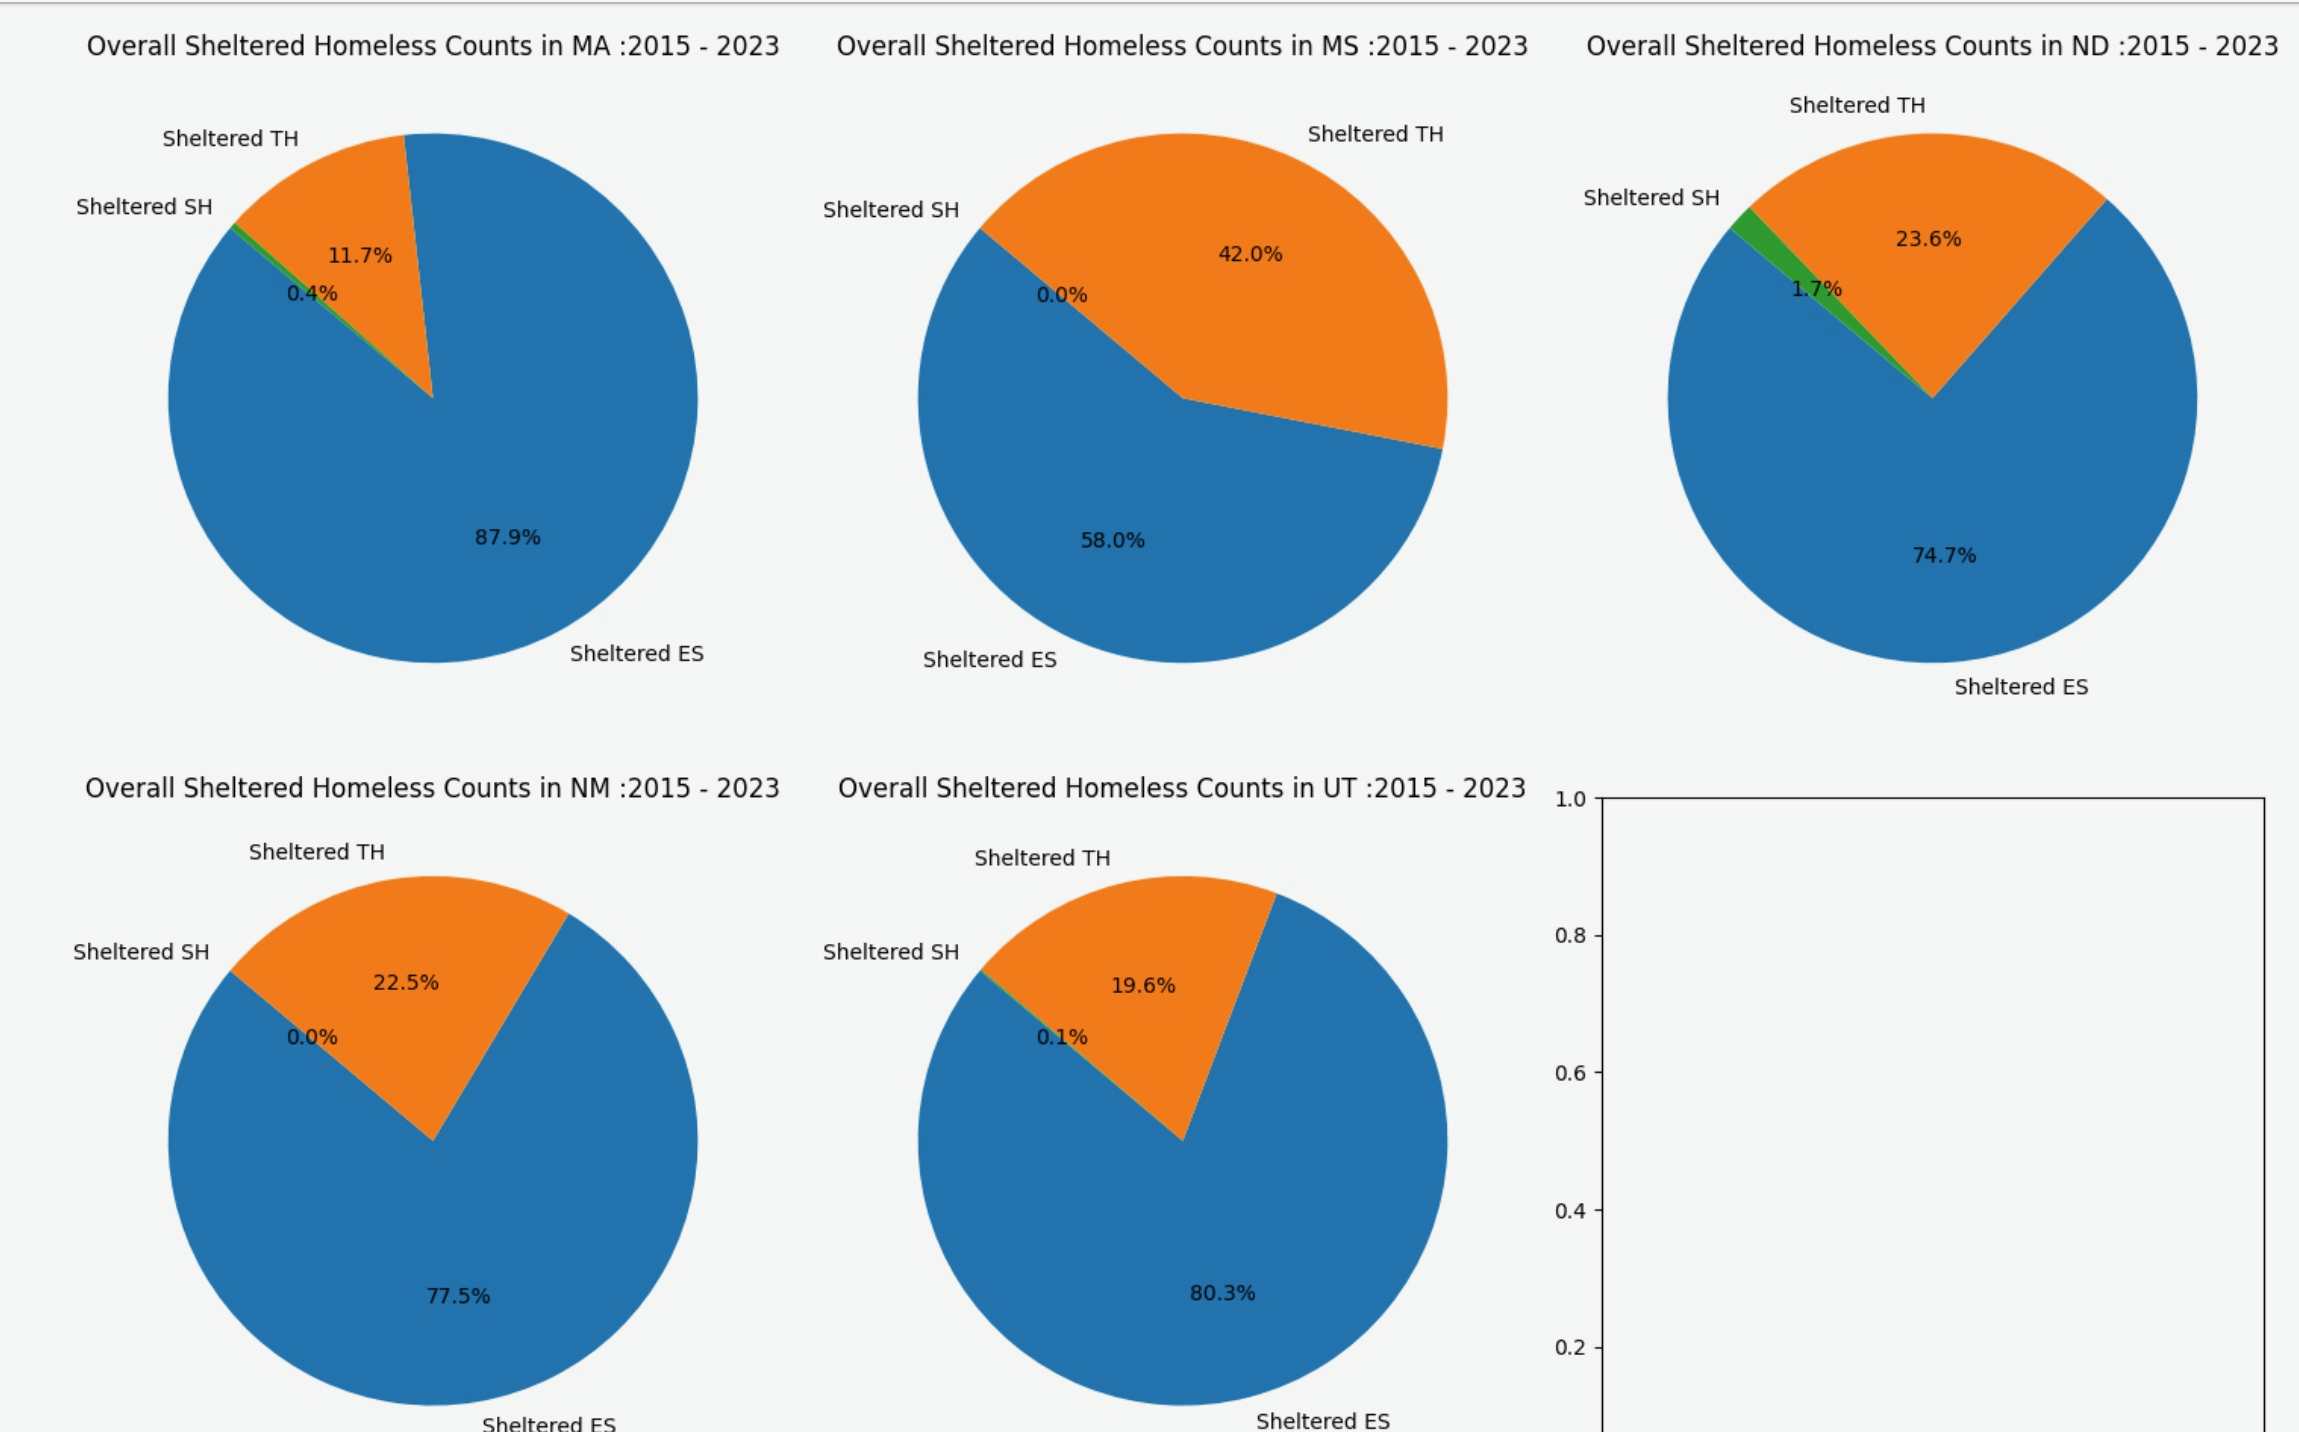 Overall Sheltered Homeless Counts in MA :2015 - 2023
Sheltered TH
Sheltered SH
11.7%
0.4%
87.9%
Sheltered ES
Overall Sheltered Homeless Counts in MS :2015 - 2023
Sheltered TH
Sheltered SH
42.0%
0.0%
58.0%
Sheltered ES
Overall Sheltered Homeless Counts in ND :2015 - 2023
Sheltered TH
Sheltered SH
23.6%
1.7%
74.7%
Sheltered ES
Overall Sheltered Homeless Counts in NM :2015 - 2023
Sheltered TH
Sheltered SH
22.5%
0.0%
77.5%
Sheltered ES
Overall Sheltered Homeless Counts in UT :2015 - 2023
Sheltered TH
Sheltered SH
19.6%
0.1%
80.3%
Sheltered ES
1.0
0.8
0.6
0.4
0.2